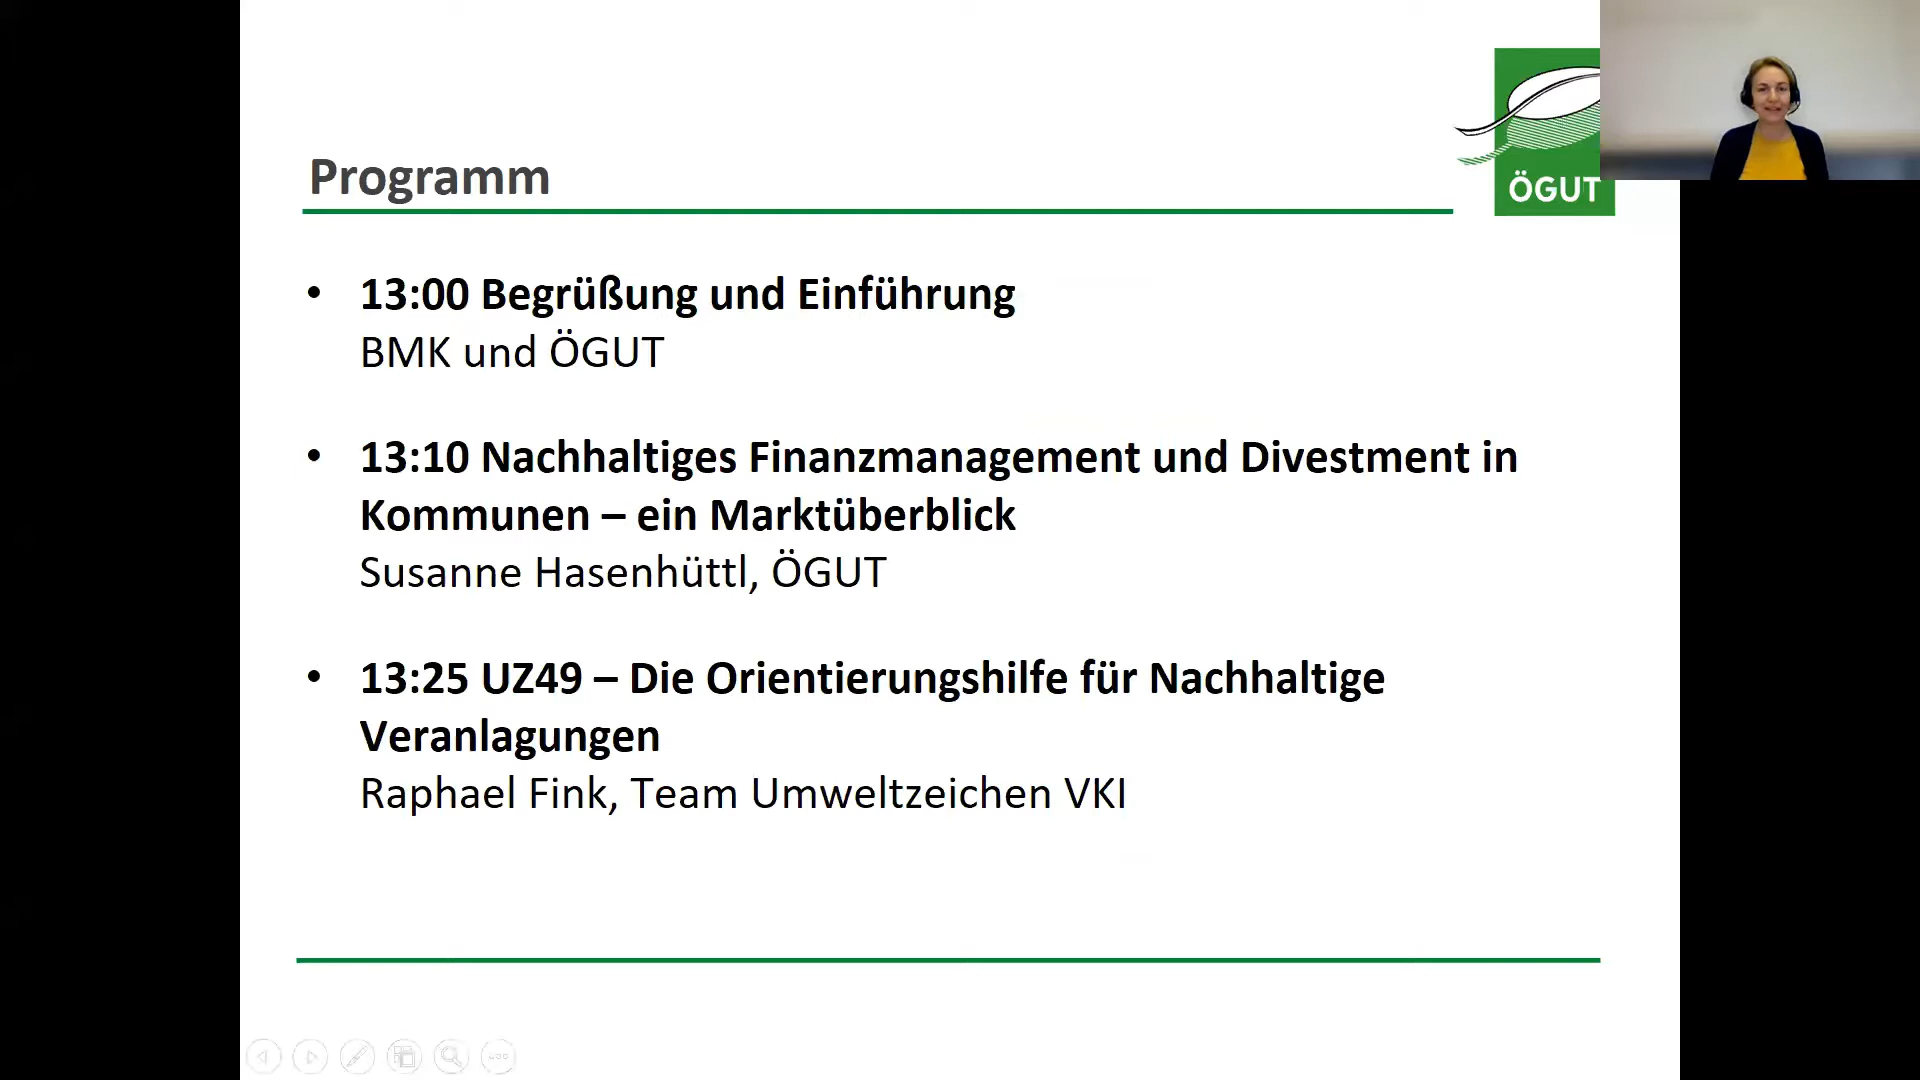 Programm
ÖGUT
• 13:00 Begrüßung und Einführung
BMK und ÖGUT
• 13:10 Nachhaltiges Finanzmanagement und Divestment in
Kommunen – ein Marktüberblick
Susanne Hasenhüttl, ÖGUT
• 13:25 UZ49 – Die Orientierungshilfe für Nachhaltige
Veranlagungen
Raphael Fink, Team Umweltzeichen VKI